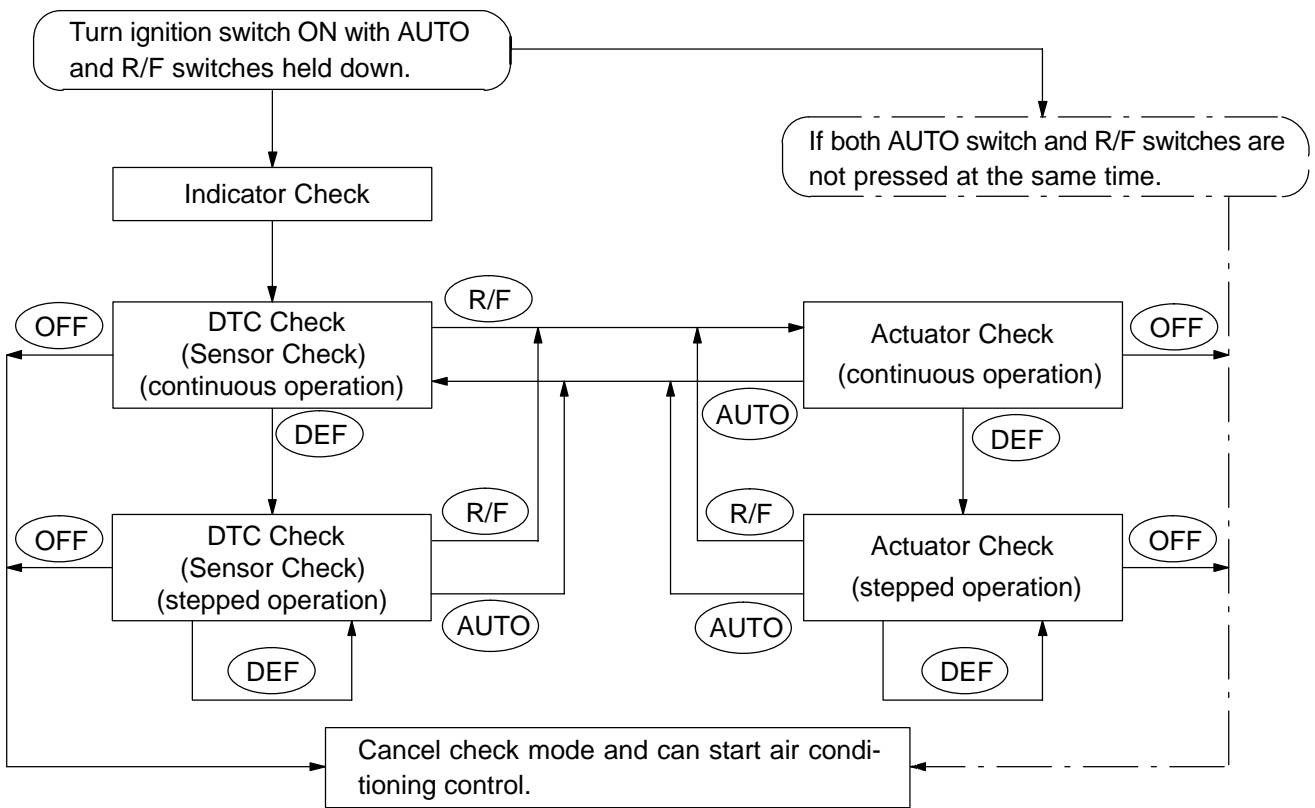 Turn ignition switch ON with AUTO
and R/F switches held down.
If both AUTO switch and R/F switches are
not pressed at the same time.
Indicator Check
OFF
DTC Check
(Sensor Check)
(continuous operation)
R/F
Actuator Check
(continuous operation)
OFF
AUTO
DEF
DEF
OFF
DTC Check
(Sensor Check)
(stepped operation)
R/F
AUTO
R/F
AUTO
Actuator Check
(stepped operation)
OFF
DEF
DEF
Cancel check mode and can start air condi-
tioning control.